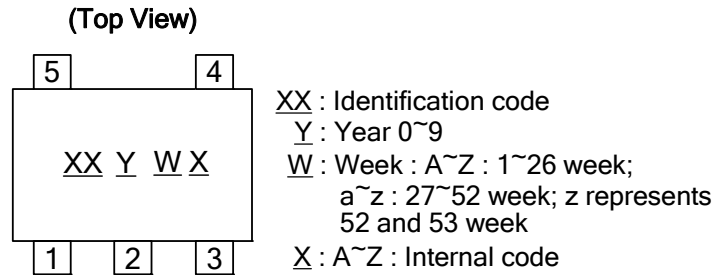 (Top View)
5 4
XX Y W X
1 2 3
XX : Identification code
Y : Year 0~9
W : Week : A~Z : 1~26 week;
a~z : 27~52 week; z represents
52 and 53 week
X : A~Z : Internal code